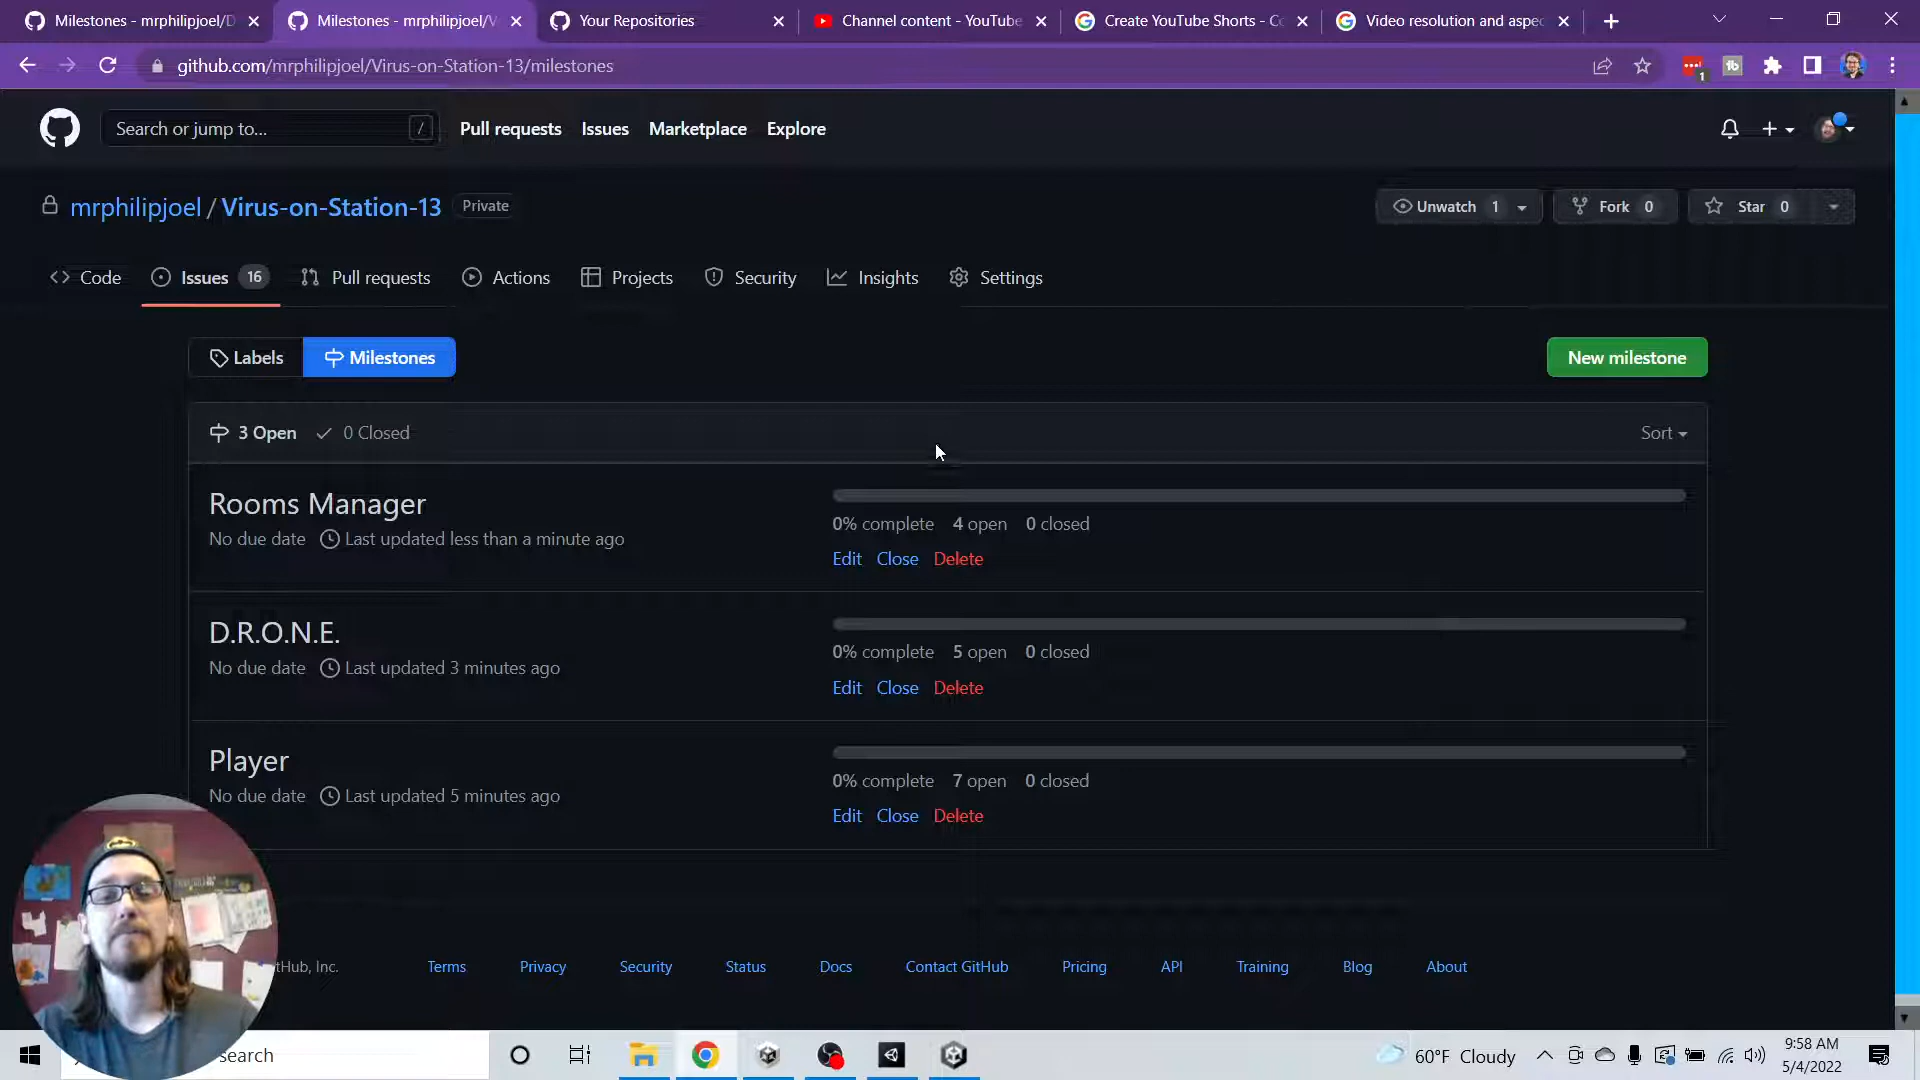 Milestones - mrphilipjoel/D
Milestones - mrphilipjoel/V
Your Repositories
Channel content - YouTube
Create YouTube Shorts - Co
Video resolution and aspec
github.com/mrphilipjoel/Virus-on-Station-13/milestones
1
Search or jump to...
/
Pull requests
Issues
Marketplace
Explore
mrphilipjoel / Virus-on-Station-13
Private
Unwatch 1
Fork 0
Star 0
Code
Issues 16
Pull requests
Actions
Projects
Security
Insights
Settings
Labels
Milestones
New milestone
3 Open
0 Closed
Sort
Rooms Manager
No due date
Last updated less than a minute ago
0% complete 4 open 0 closed
Edit Close Delete
D.R.O.N.E.
No due date
Last updated 3 minutes ago
0% complete 5 open 0 closed
Edit Close Delete
Player
No due date
Last updated 5 minutes ago
0% complete 7 open 0 closed
Edit Close Delete
tHub, Inc.
Terms
Privacy
Security
Status
Docs
Contact GitHub
Pricing
API
Training
Blog
About
search
60°F Cloudy
9:58 AM
5/4/2022